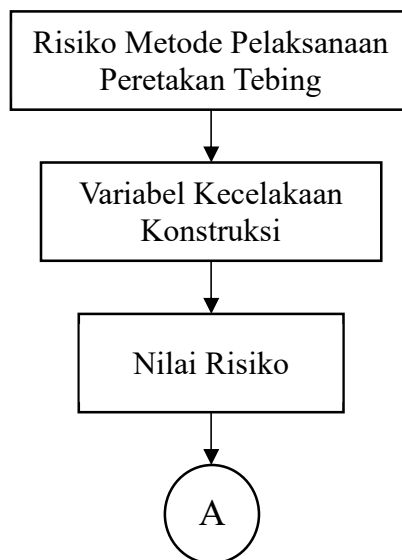 Risiko Metode Pelaksanaan
Peretakan Tebing
Variabel Kecelakaan
Konstruksi
Nilai Risiko
A